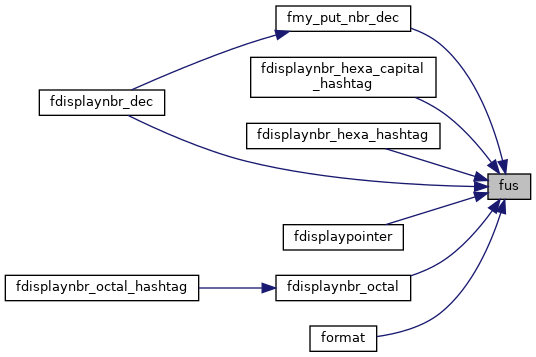 fmy_put_nbr_dec
fdisplaynbr_hexa_capital
_hashtag
fdisplaynbr_dec
fdisplaynbr_hexa_hashtag
fus
fdisplaypointer
fdisplaynbr_octal_hashtag
fdisplaynbr_octal
format